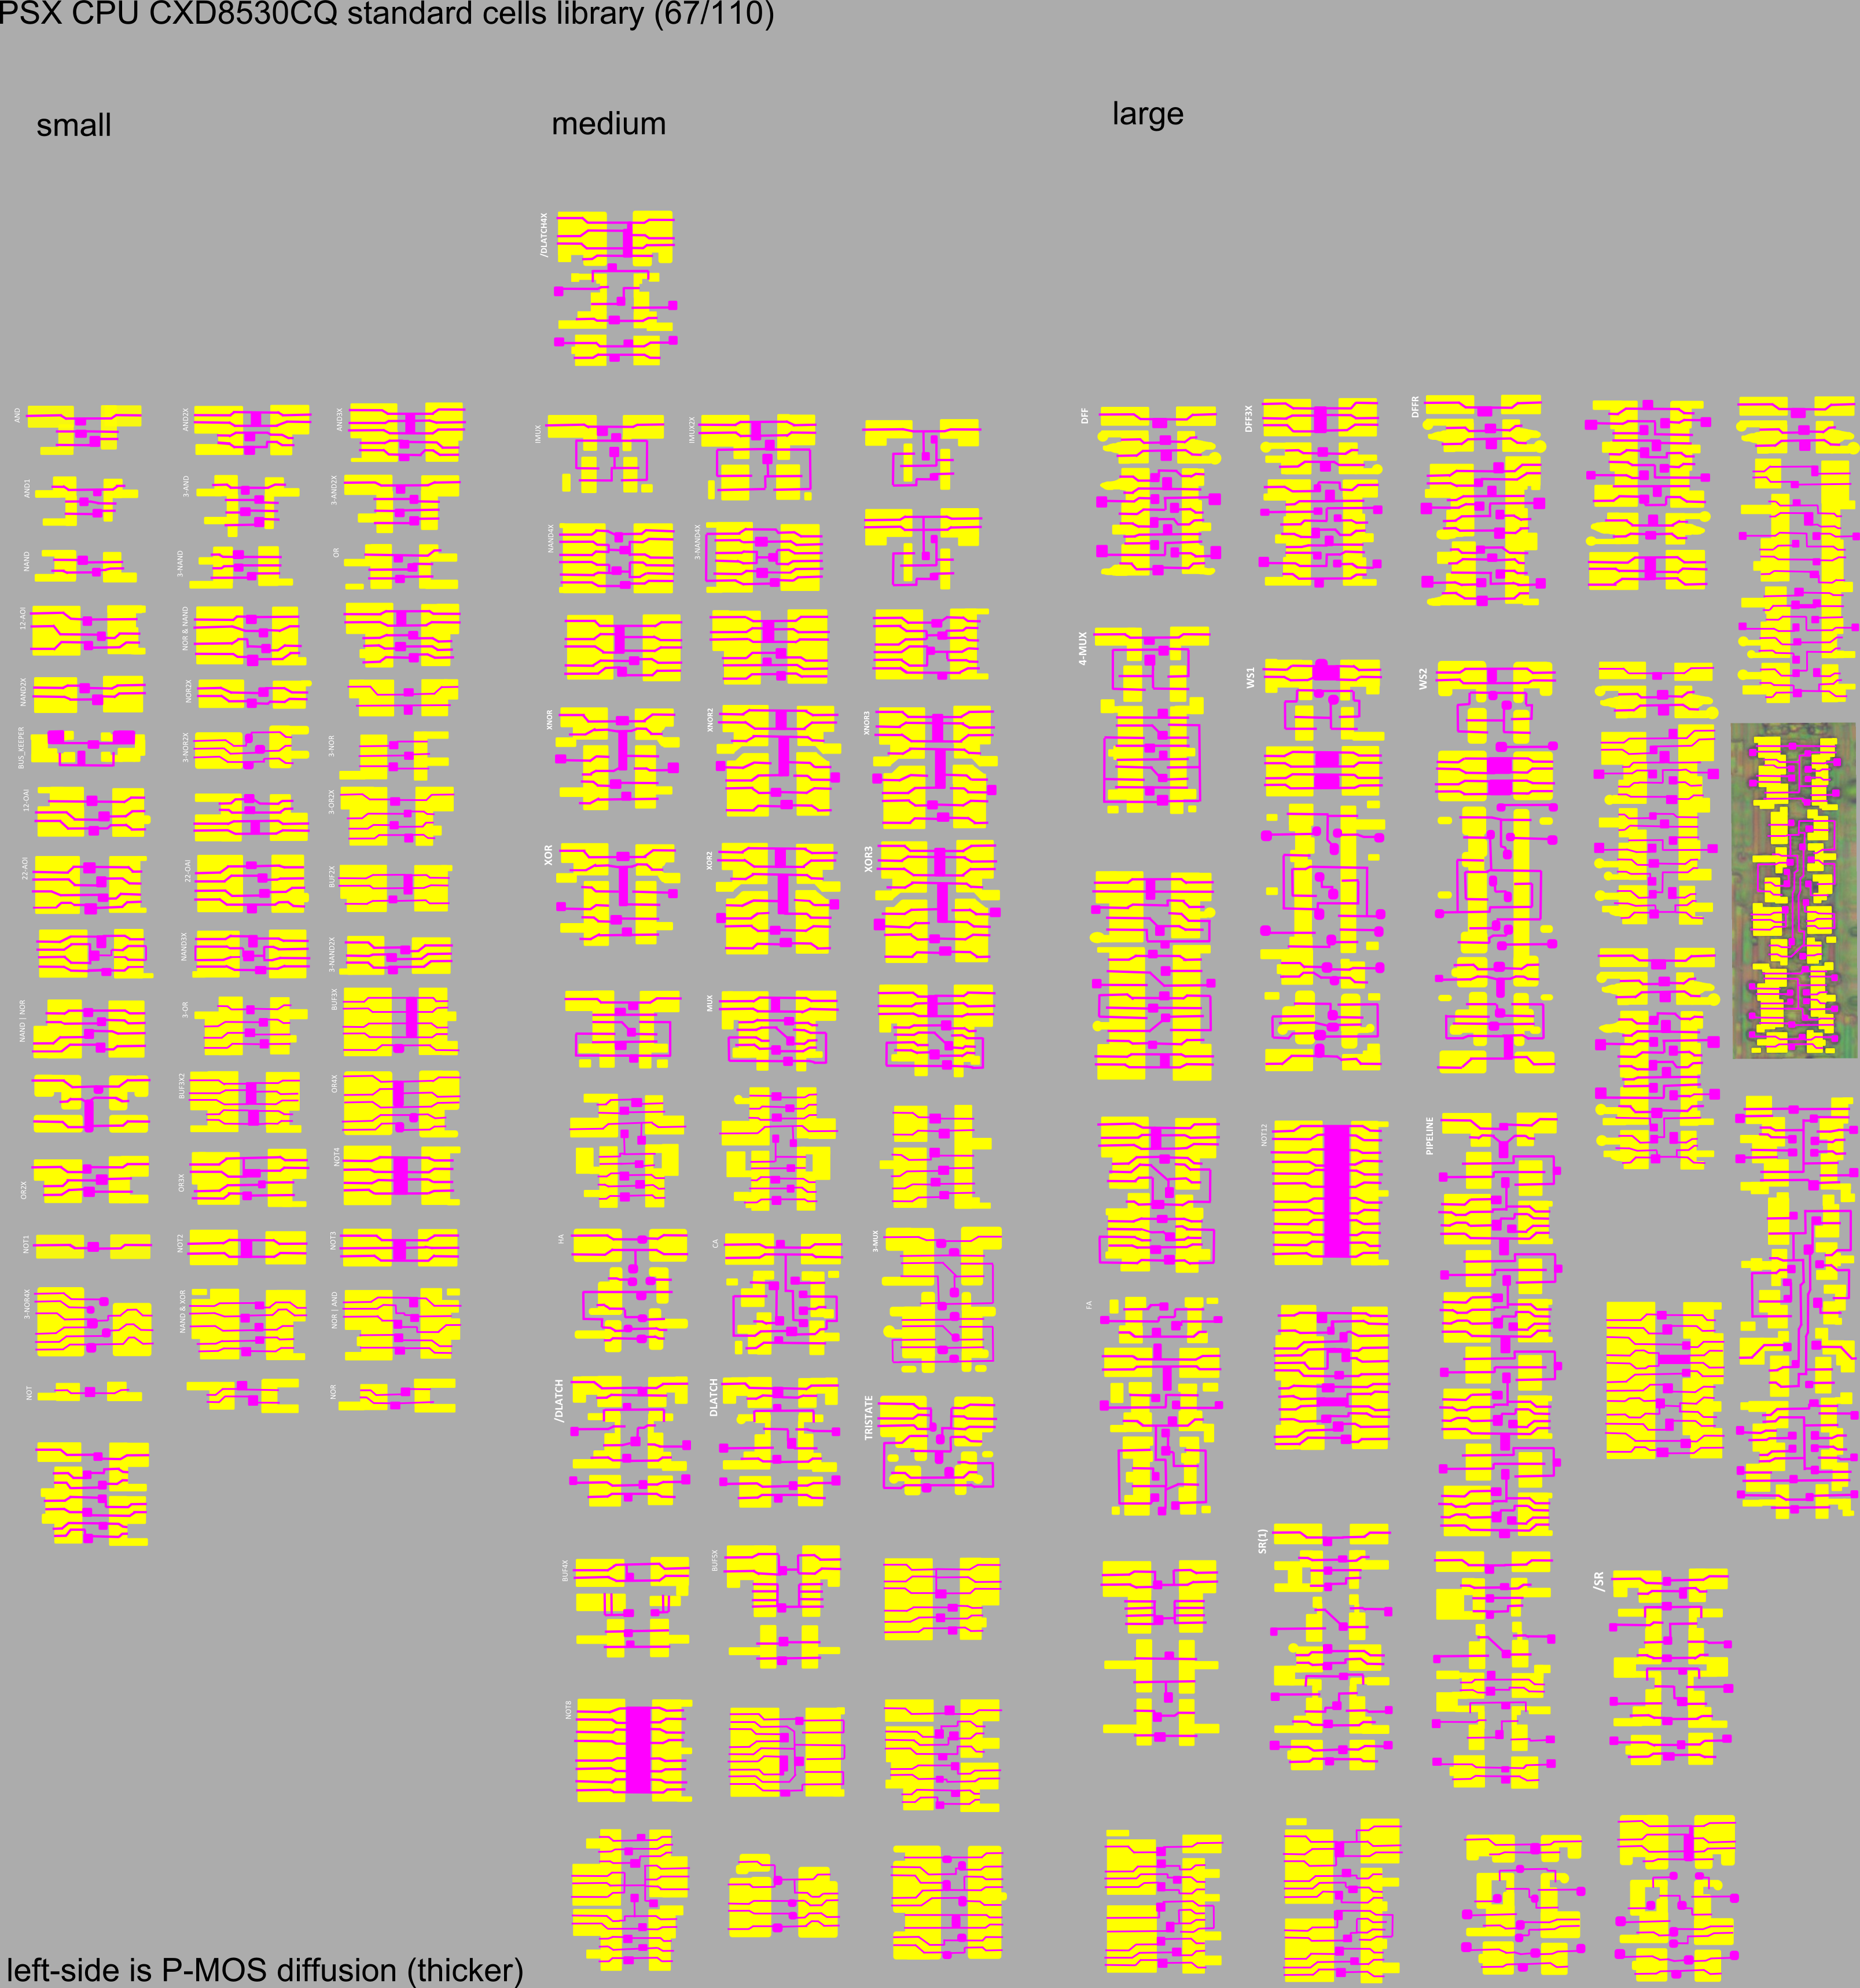 PSX CPU CXD8530CQ standard cells library (67/110)
small
medium
large
/DLATCH4X
AND
AND2X
AND3X
IMUX
IMUX2X
DFF
DFF3X
DFFR
AND1
3-AND
3-AND2X
NAND
3-NAND
OR
NAND4X
3-NAND4X
12-AOI
NOR & NAND
4-MUX
NAND2X
NOR2X
WS1
WS2
BUS_KEEPER
3-NOR2X
3-NOR
XNOR
XNOR2
XNOR3
12-OAI
3-OR2X
22-AOI
22-OAI
BUF2X
XOR
XOR2
XOR3
NAND3X
3-NAND2X
NAND | NOR
3-OR
BUF3X
MUX
BUF3X2
OR4X
OR2X
OR3X
NOT4
NOT12
PIPELINE
NOT1
NOT2
NOT3
HA
CA
3-MUX
3-NOR4X
NAND & XOR
NOR | AND
FA
NOT
NOR
/DLATCH
DLATCH
TRISTATE
BUF4X
BUF5X
SR(1)
/SR
NOT8
left-side is P-MOS diffusion (thicker)